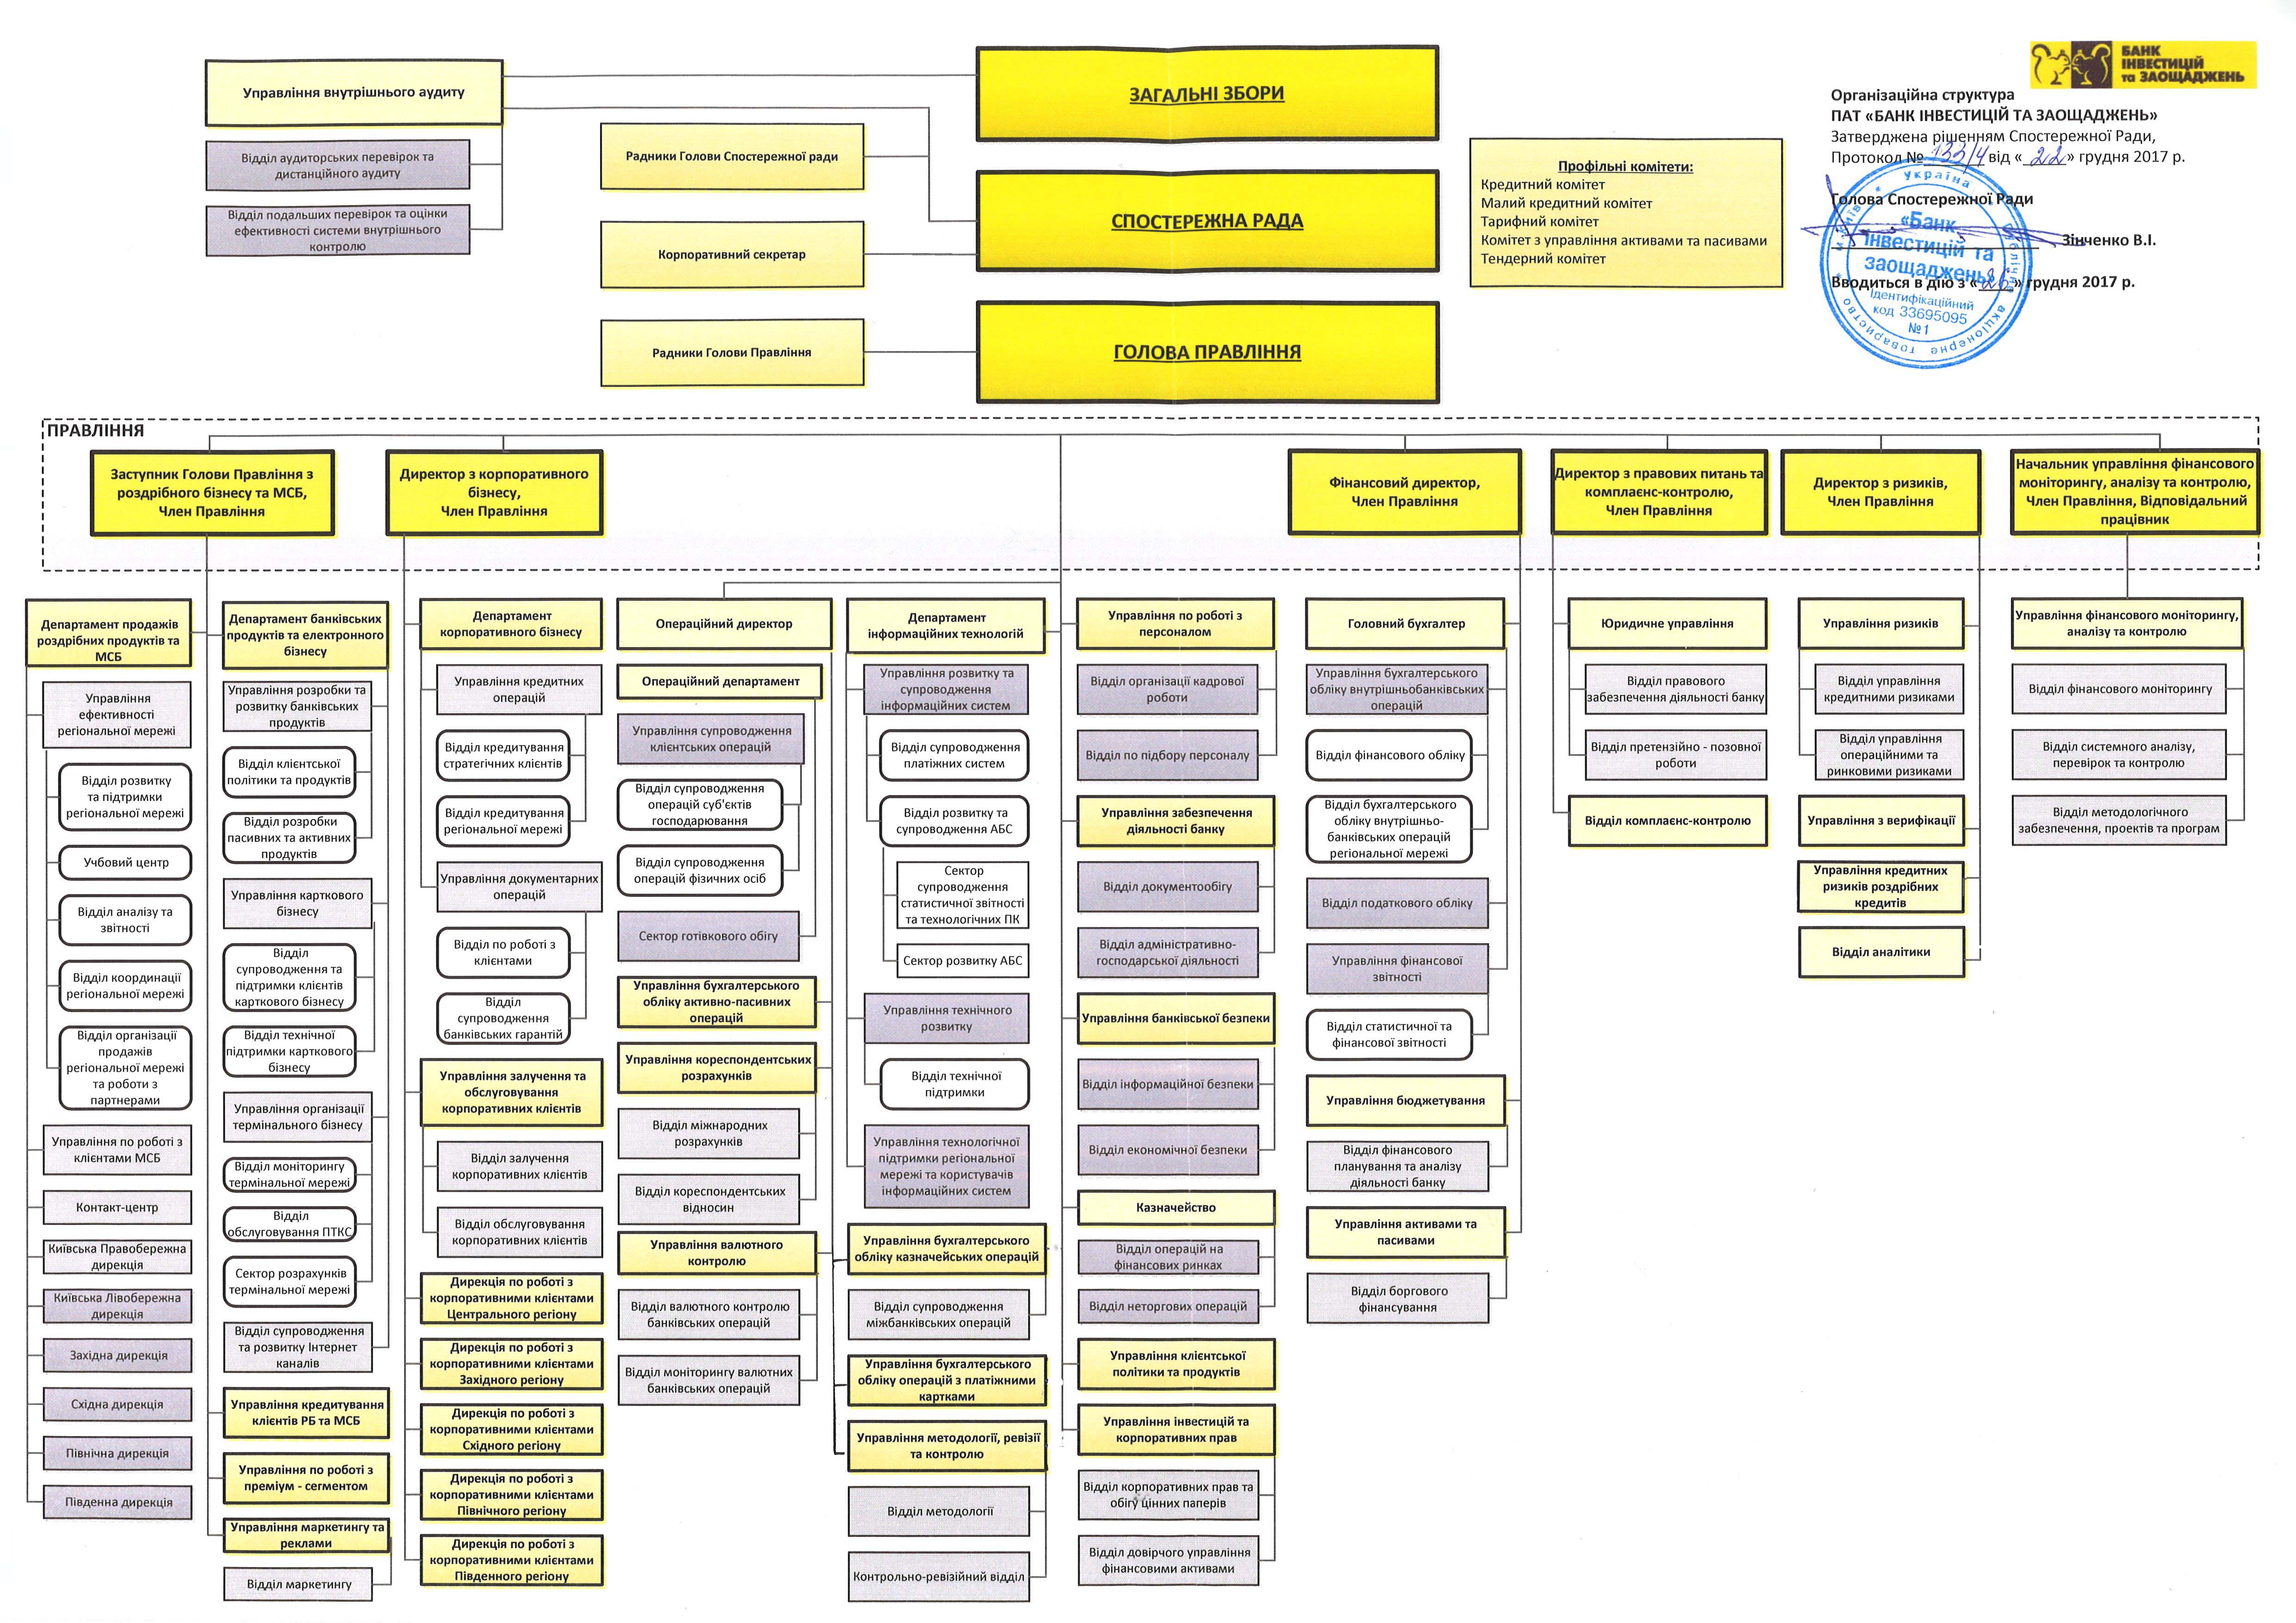 БАНК
ІНВЕСТИЦІЙ
та ЗАОЩАДЖЕНЬ
Організаційна структура
ПАТ «БАНК ІНВЕСТИЦІЙ ТА ЗАОЩАДЖЕНЬ»
Затверджена рішенням Спостережної Ради,
Протокол № 133/4 від « 22 » грудня 2017 р.
Голова Спостережної Ради
Зінченко В.І.
Вводиться в дію з « 26 » грудня 2017 р.
Україна
м. Київ
Публічне акціонерне товариство
«Банк
Інвестицій та
заощаджень»
Ідентифікаційний
код 33695095
№1
Управління внутрішнього аудиту
Відділ аудиторських перевірок та
дистанційного аудиту
Відділ подальших перевірок та оцінки
ефективності системи внутрішнього
контролю
Радники Голови Спостережної ради
Корпоративний секретар
Радники Голови Правління
ЗАГАЛЬНІ ЗБОРИ
СПОСТЕРЕЖНА РАДА
ГОЛОВА ПРАВЛІННЯ
Профільні комітети:
Кредитний комітет
Малий кредитний комітет
Тарифний комітет
Комітет з управління активами та пасивами
Тендерний комітет
ПРАВЛІННЯ
Заступник Голови Правління з
роздрібного бізнесу та МСБ,
Член Правління
Директор з корпоративного
бізнесу,
Член Правління
Фінансовий директор,
Член Правління
Директор з правових питань та
комплаєнс-контролю,
Член Правління
Директор з ризиків,
Член Правління
Начальник управління фінансового
моніторингу, аналізу та контролю,
Член Правління, Відповідальний
працівник
Департамент продажів
роздрібних продуктів та
МСБ
Управління
ефективності
регіональної мережі
Відділ розвитку
та підтримки
регіональної мережі
Учбовий центр
Відділ аналізу та
звітності
Відділ координації
регіональної мережі
Відділ організації
продажів
регіональної мережі
та роботи з
партнерами
Управління по роботі з
клієнтами МСБ
Контакт-центр
Київська Правобережна
дирекція
Київська Лівобережна
дирекція
Західна дирекція
Східна дирекція
Північна дирекція
Південна дирекція
Департамент банківських
продуктів та електронного
бізнесу
Управління розробки та
розвитку банківських
продуктів
Відділ клієнтської
політики та продуктів
Відділ розробки
пасивних та активних
продуктів
Управління карткового
бізнесу
Відділ
супроводження та
підтримки клієнтів
карткового бізнесу
Відділ технічної
підтримки карткового
бізнесу
Управління організації
термінального бізнесу
Відділ моніторингу
термінальної мережі
Відділ
обслуговування ПТКС
Сектор розрахунків
термінальної мережі
Відділ супроводження
та розвитку Інтернет
каналів
Управління кредитування
клієнтів РБ та МСБ
Управління по роботі з
преміум - сегментом
Управління маркетингу та
реклами
Відділ маркетингу
Департамент
корпоративного бізнесу
Управління кредитних
операцій
Відділ кредитування
стратегічних клієнтів
Відділ кредитування
регіональної мережі
Управління документарних
операцій
Відділ по роботі з
клієнтами
Відділ
супроводження
банківських гарантій
Управління залучення та
обслуговування
корпоративних клієнтів
Відділ залучення
корпоративних клієнтів
Відділ обслуговування
корпоративних клієнтів
Дирекція по роботі з
корпоративними клієнтами
Центрального регіону
Дирекція по роботі з
корпоративними клієнтами
Західного регіону
Дирекція по роботі з
корпоративними клієнтами
Східного регіону
Дирекція по роботі з
корпоративними клієнтами
Північного регіону
Дирекція по роботі з
корпоративними клієнтами
Південного регіону
Операційний директор
Операційний департамент
Управління супроводження
клієнтських операцій
Відділ супроводження
операцій суб'єктів
господарювання
Відділ супроводження
операцій фізичних осіб
Сектор готівкового обігу
Управління бухгалтерського
обліку активно-пасивних
операцій
Управління кореспондентських
розрахунків
Відділ міжнародних
розрахунків
Відділ кореспондентських
відносин
Управління валютного
контролю
Відділ валютного контролю
банківських операцій
Відділ моніторингу валютних
банківських операцій
Департамент
інформаційних технологій
Управління розвитку та
супроводження
інформаційних систем
Відділ супроводження
платіжних систем
Відділ розвитку та
супроводження АБС
Сектор
супроводження
статистичної звітності
та технологічних ПК
Сектор розвитку АБС
Управління технічного
розвитку
Відділ технічної
підтримки
Управління технологічної
підтримки регіональної
мережі та користувачів
інформаційних систем
Управління бухгалтерського
обліку казначейських операцій
Відділ супроводження
міжбанківських операцій
Управління бухгалтерського
обліку операцій з платіжними
картками
Управління методології, ревізії
та контролю
Відділ методології
Контрольно-ревізійний відділ
Управління по роботі з
персоналом
Відділ організації кадрової
роботи
Відділ по підбору персоналу
Управління забезпечення
діяльності банку
Відділ документообігу
Відділ адміністративно-
господарської діяльності
Управління банківської безпеки
Відділ інформаційної безпеки
Відділ економічної безпеки
Казначейство
Відділ операцій на
фінансових ринках
Відділ неторгових операцій
Управління клієнтської
політики та продуктів
Управління інвестицій та
корпоративних прав
Відділ корпоративних прав та
обігу цінних паперів
Відділ довірчого управління
фінансовими активами
Головний бухгалтер
Управління бухгалтерського
обліку внутрішньобанківських
операцій
Відділ фінансового обліку
Відділ бухгалтерського
обліку внутрішньо-
банківських операцій
регіональної мережі
Відділ податкового обліку
Управління фінансової
звітності
Відділ статистичної та
фінансової звітності
Управління бюджетування
Відділ фінансового
планування та аналізу
діяльності банку
Управління активами та
пасивами
Відділ боргового
фінансування
Юридичне управління
Відділ правового
забезпечення діяльності банку
Відділ претензійно - позовної
роботи
Відділ комплаєнс-контролю
Управління ризиків
Відділ управління
кредитними ризиками
Відділ управління
операційними та
ринковими ризиками
Управління з верифікації
Управління кредитних
ризиків роздрібних
кредитів
Відділ аналітики
Управління фінансового моніторингу,
аналізу та контролю
Відділ фінансового моніторингу
Відділ системного аналізу,
перевірок та контролю
Відділ методологічного
забезпечення, проектів та програм